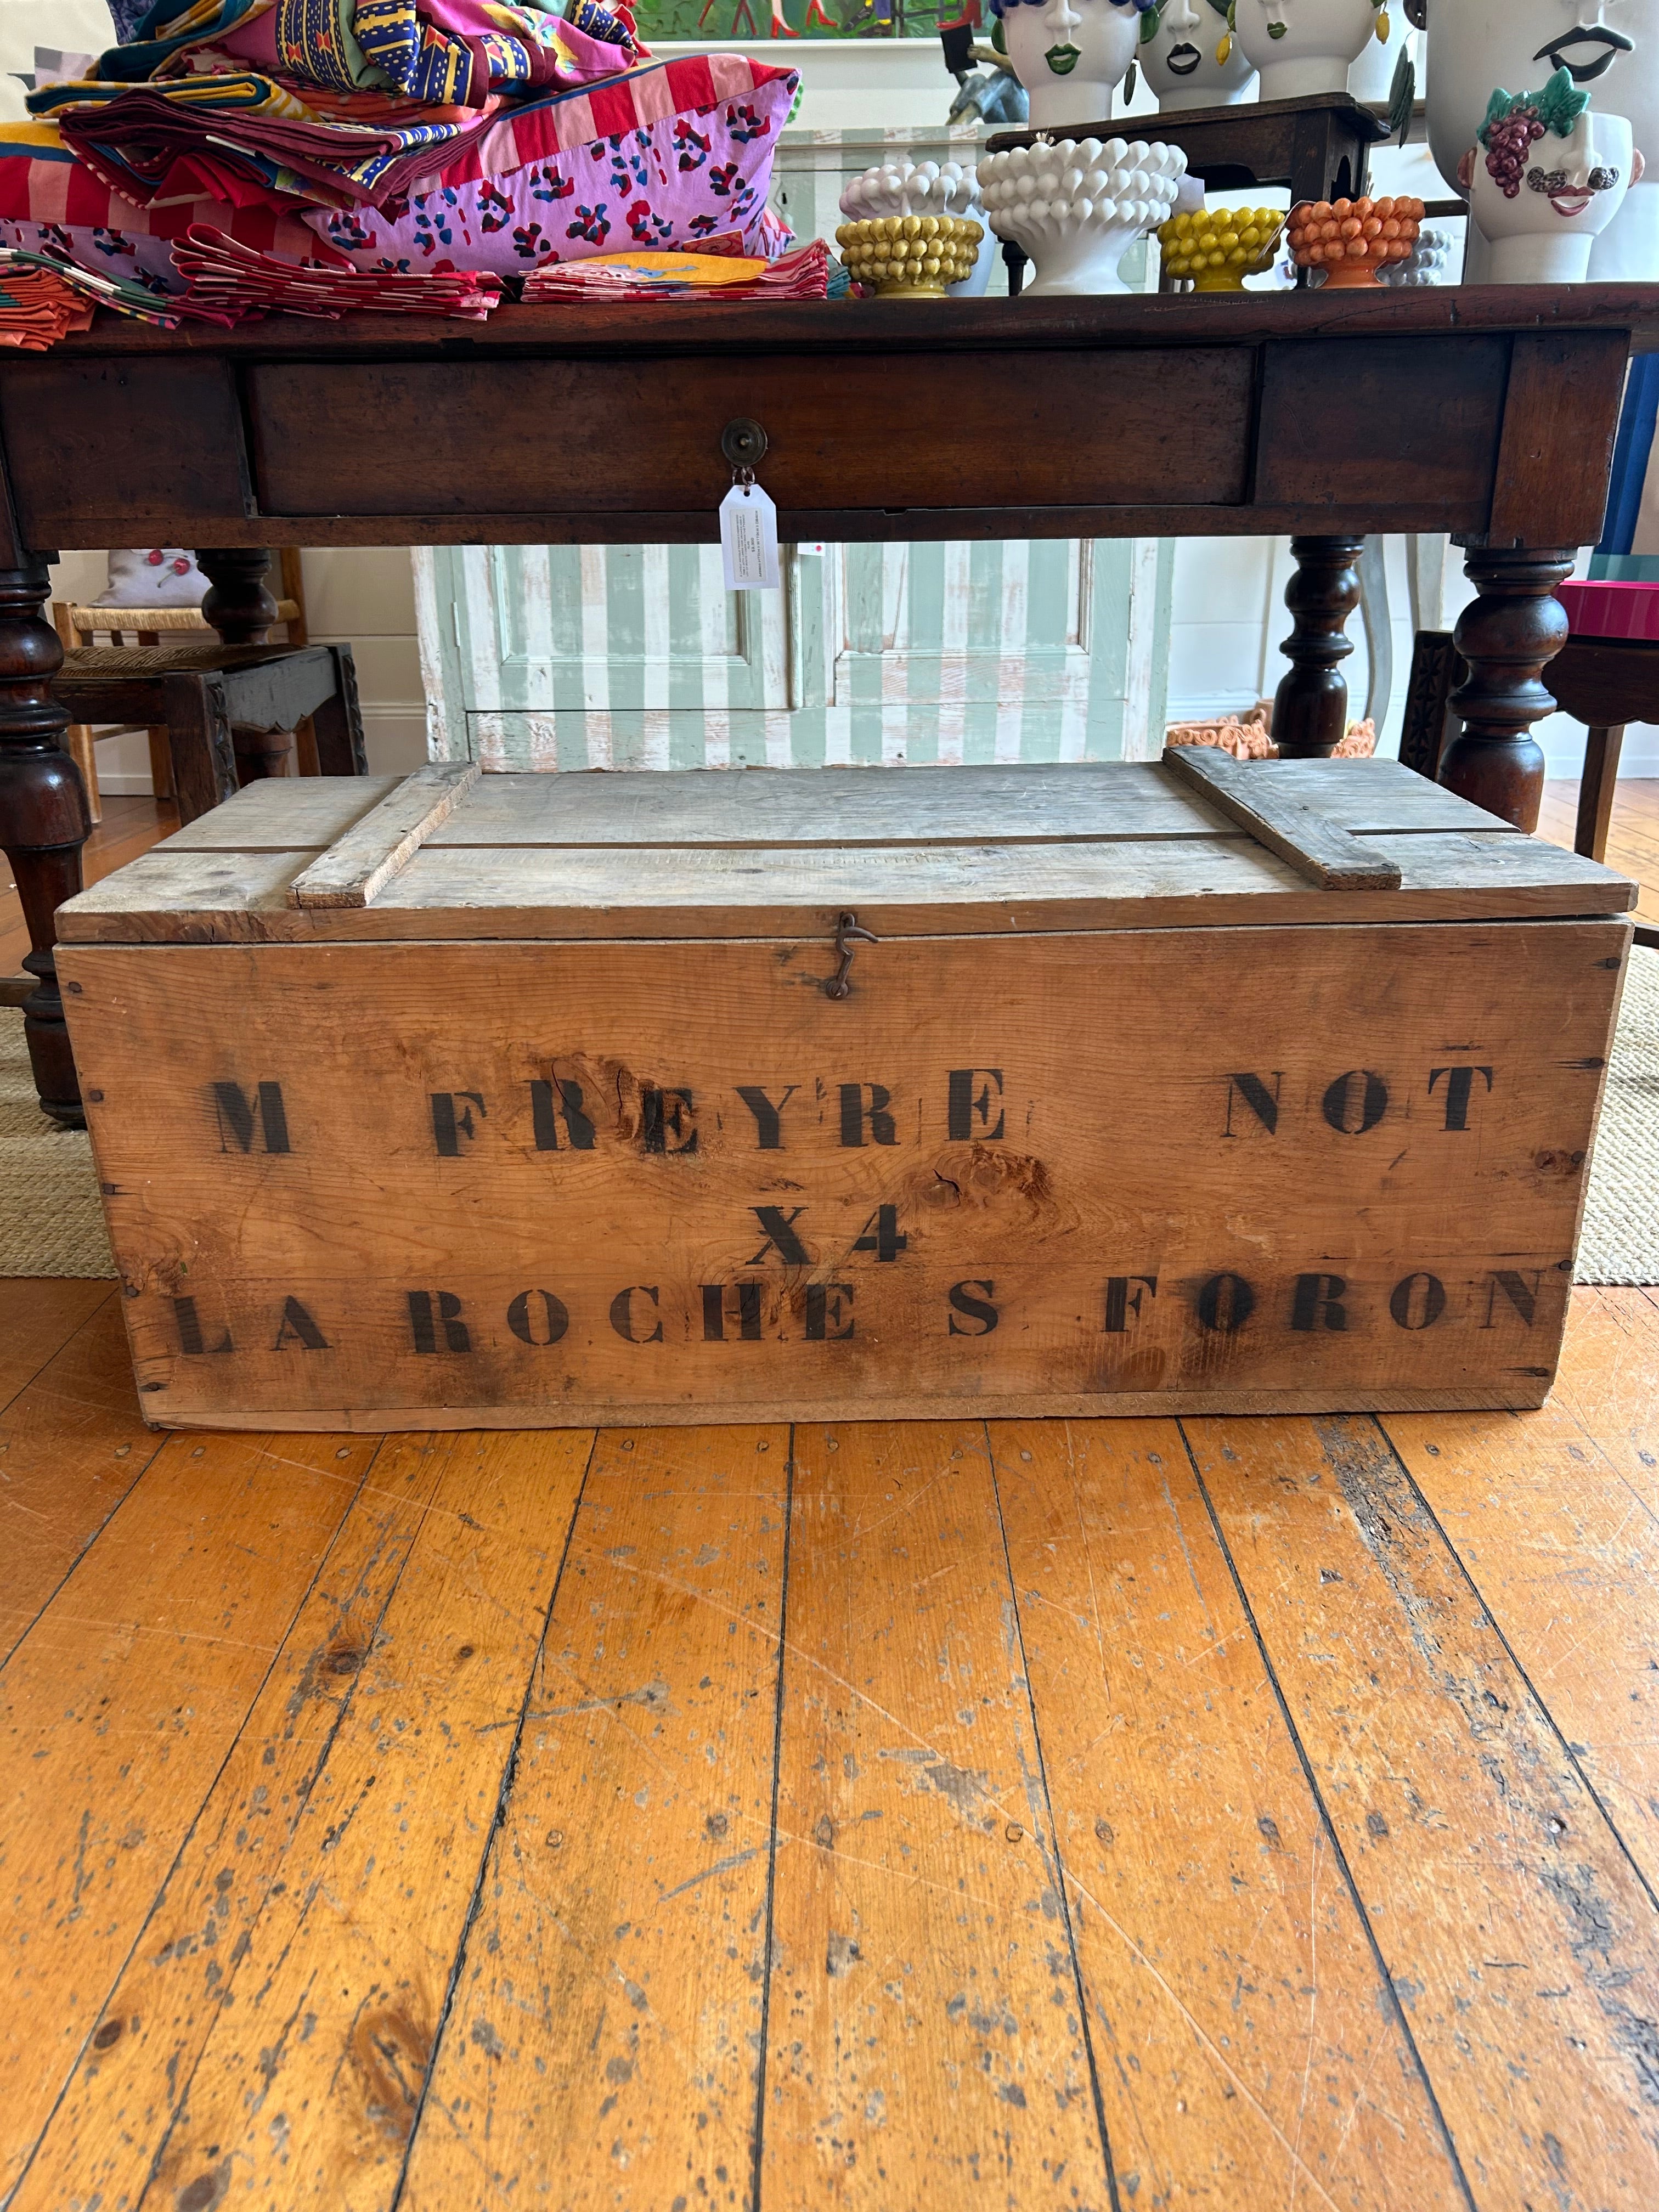 M FREYRE NOT
X4
LA ROCHE S FORON